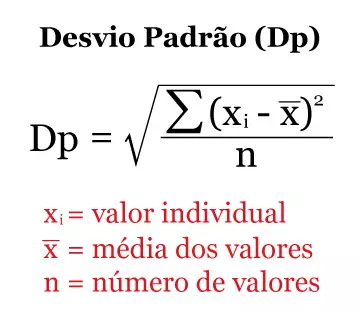 Desvio Padrão (Dp)
Dp = √(∑(xᵢ - x̅)² / n)
xᵢ = valor individual
x̅ = média dos valores
n = número de valores